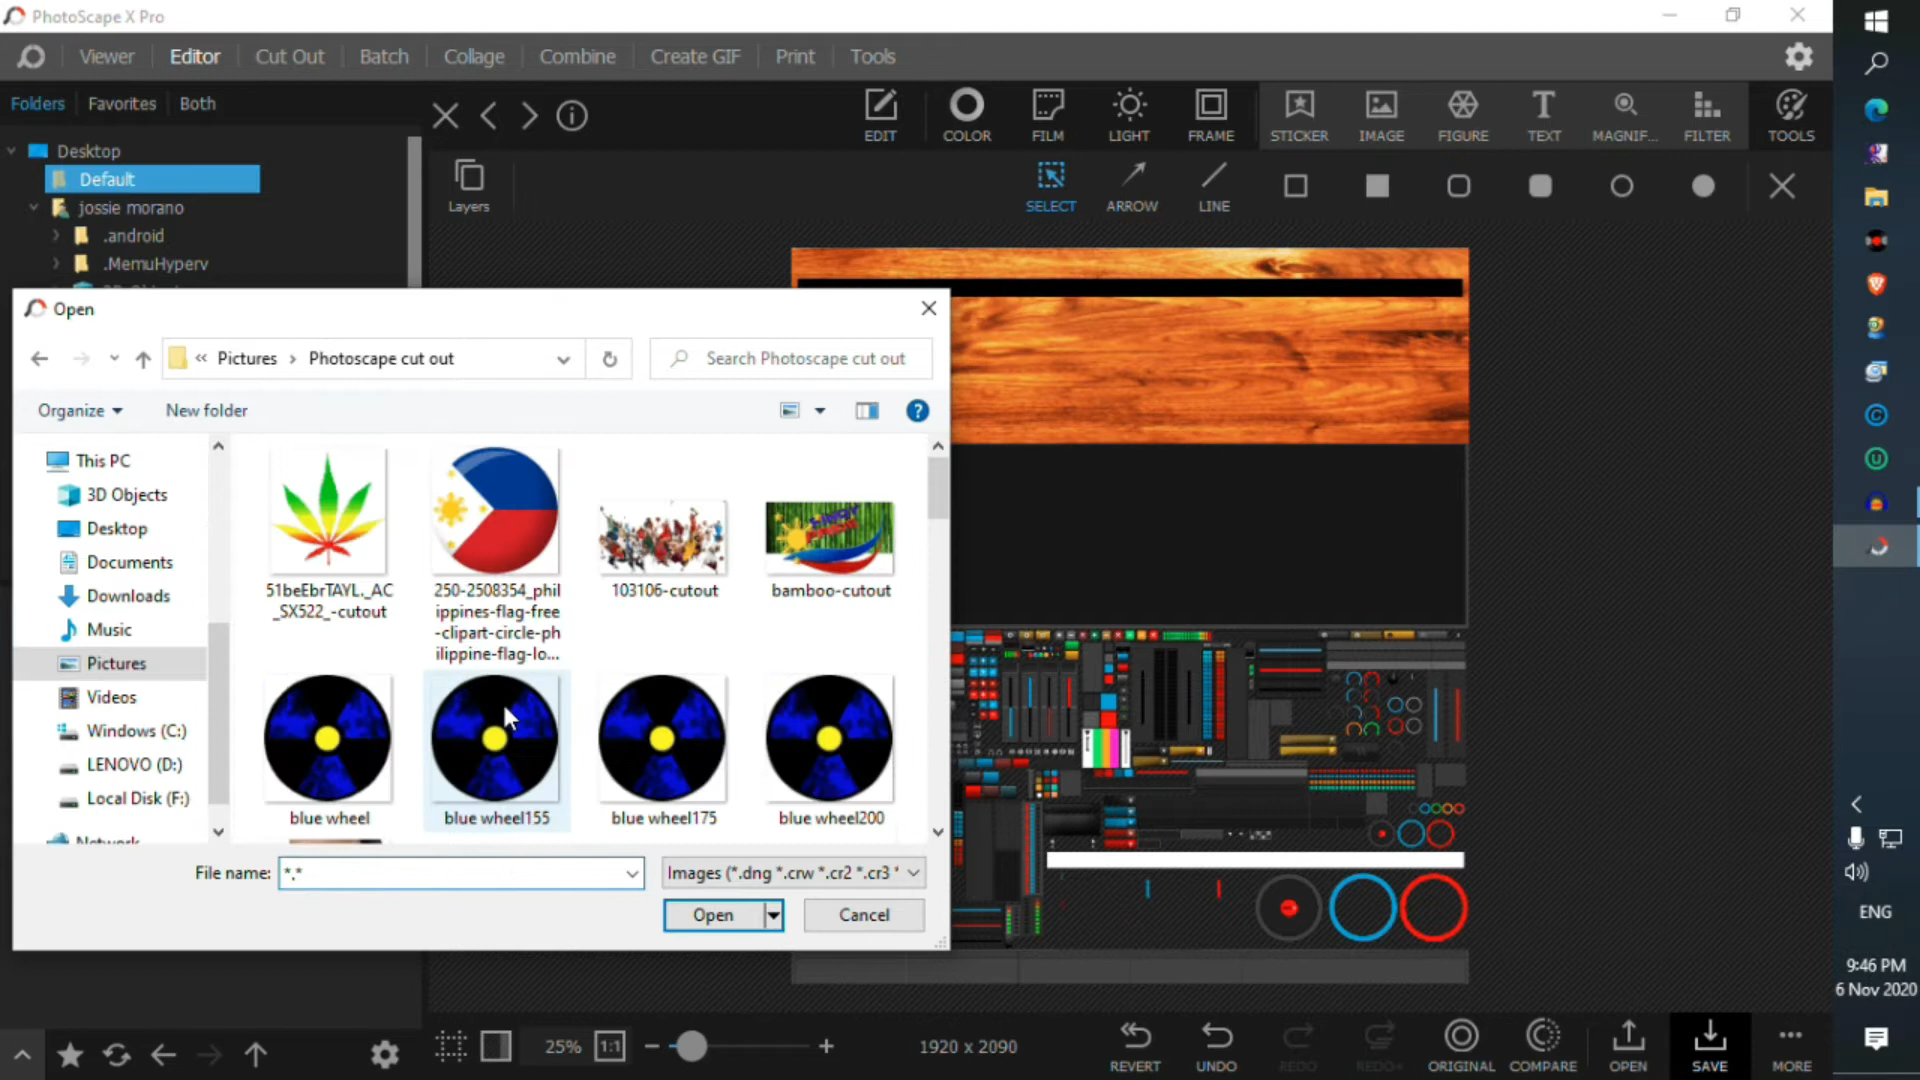 PhotoScape X Pro
Viewer
Editor
Cut Out
Batch
Collage
Combine
Create GIF
Print
Tools
Folders
Favorites
Both
EDIT
COLOR
FILM
LIGHT
FRAME
STICKER
IMAGE
FIGURE
TEXT
MAGNIF...
FILTER
TOOLS
Desktop
Default
jossie morano
.android
.MemuHyperv
Layers
SELECT
ARROW
LINE
Open
« Pictures > Photoscape cut out
Search Photoscape cut out
Organize
New folder
This PC
3D Objects
Desktop
Documents
Downloads
Music
Pictures
Videos
Windows (C:)
LENOVO (D:)
Local Disk (F:)
Network
51beEbrTAYL._AC
_SX522_-cutout
250-2508354_phil
ippines-flag-free
-clipart-circle-ph
ilippine-flag-lo...
103106-cutout
bamboo-cutout
blue wheel
blue wheel155
blue wheel175
blue wheel200
File name:
*.*
Images (*.dng *.crw *.cr2 *.cr3 *
Open
Cancel
25%
1:1
1920 x 2090
REVERT
UNDO
REDO
REDO+
ORIGINAL
COMPARE
OPEN
SAVE
MORE
ENG
9:46 PM
6 Nov 2020